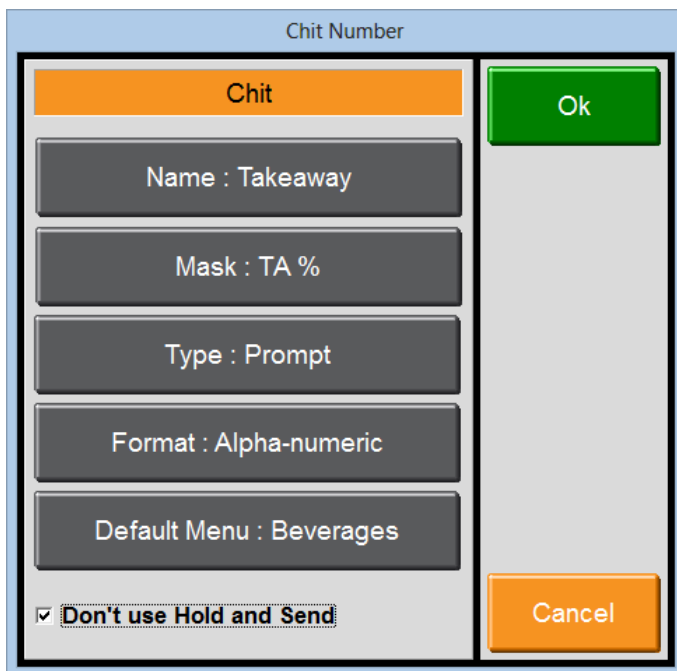 Chit Number
Chit
Ok
Name : Takeaway
Mask : TA %
Type : Prompt
Format : Alpha-numeric
Default Menu : Beverages
Don't use Hold and Send
Cancel